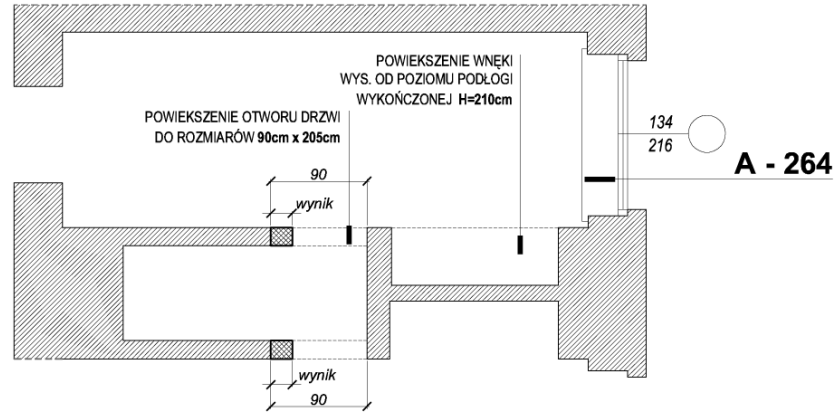 POWIEKSZENIE WNĘKI
WYS. OD POZIOMU PODŁOGI
WYKOŃCZONEJ H=210cm
POWIEKSZENIE OTWORU DRZWI
DO ROZMIARÓW 90cm x 205cm
134
216
A - 264
90
wynik
wynik
90